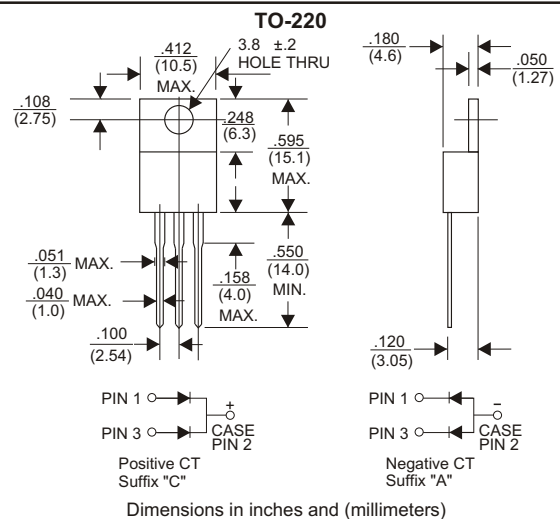 TO-220
.412
(10.5)
MAX.
3.8 ±.2
HOLE THRU
.180
(4.6)
.050
(1.27)
.108
(2.75)
.248
(6.3)
.595
(15.1)
MAX.
.051
(1.3) MAX.
.040
(1.0) MAX.
.158
(4.0)
MAX.
.550
(14.0)
MIN.
.100
(2.54)
.120
(3.05)
PIN 1
+
PIN 3
CASE
PIN 2
Positive CT
Suffix "C"
PIN 1
−
PIN 3
CASE
PIN 2
Negative CT
Suffix "A"
Dimensions in inches and (millimeters)